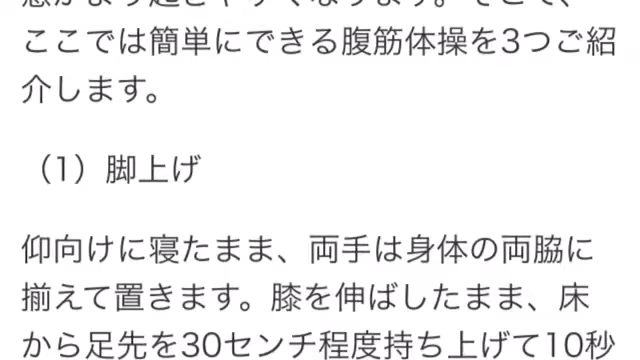 ここでは簡単にできる腹筋体操を3つご紹
介します。
（1）脚上げ
仰向けに寝たまま、両手は身体の両脇に
揃えて置きます。膝を伸ばしたまま、床
から足先を30センチ程度持ち上げて10秒